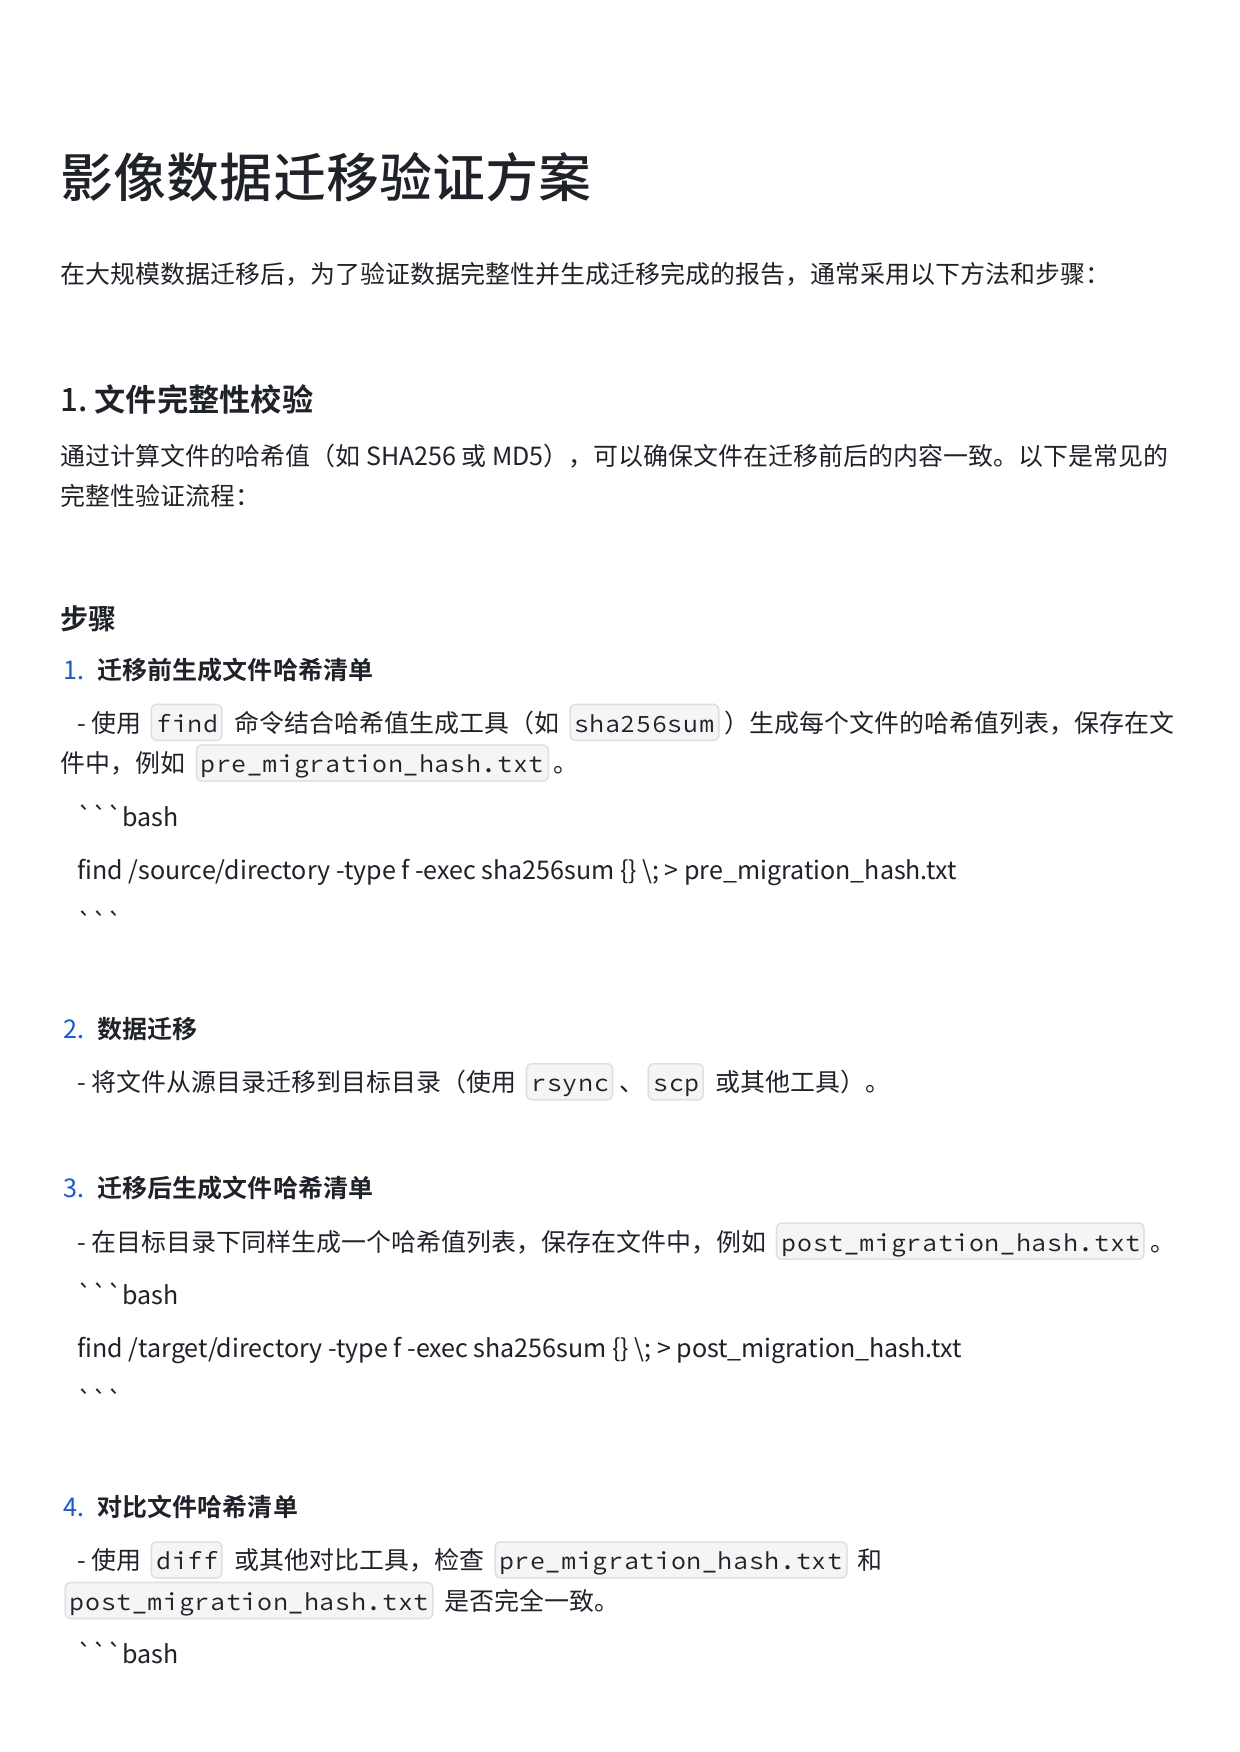 影像数据迁移验证方案
在大规模数据迁移后，为了验证数据完整性并生成迁移完成的报告，通常采用以下方法和步骤：
1. 文件完整性校验
通过计算文件的哈希值（如 SHA256 或 MD5），可以确保文件在迁移前后的内容一致。以下是常见的
完整性验证流程：
步骤
1. 迁移前生成文件哈希清单
- 使用 find 命令结合哈希值生成工具（如 sha256sum）生成每个文件的哈希值列表，保存在文
件中，例如 pre_migration_hash.txt。
```bash
find /source/directory -type f -exec sha256sum {} \; > pre_migration_hash.txt
```
2. 数据迁移
- 将文件从源目录迁移到目标目录（使用 rsync、scp 或其他工具）。
3. 迁移后生成文件哈希清单
- 在目标目录下同样生成一个哈希值列表，保存在文件中，例如 post_migration_hash.txt。
```bash
find /target/directory -type f -exec sha256sum {} \; > post_migration_hash.txt
```
4. 对比文件哈希清单
- 使用 diff 或其他对比工具，检查 pre_migration_hash.txt 和
post_migration_hash.txt 是否完全一致。
```bash